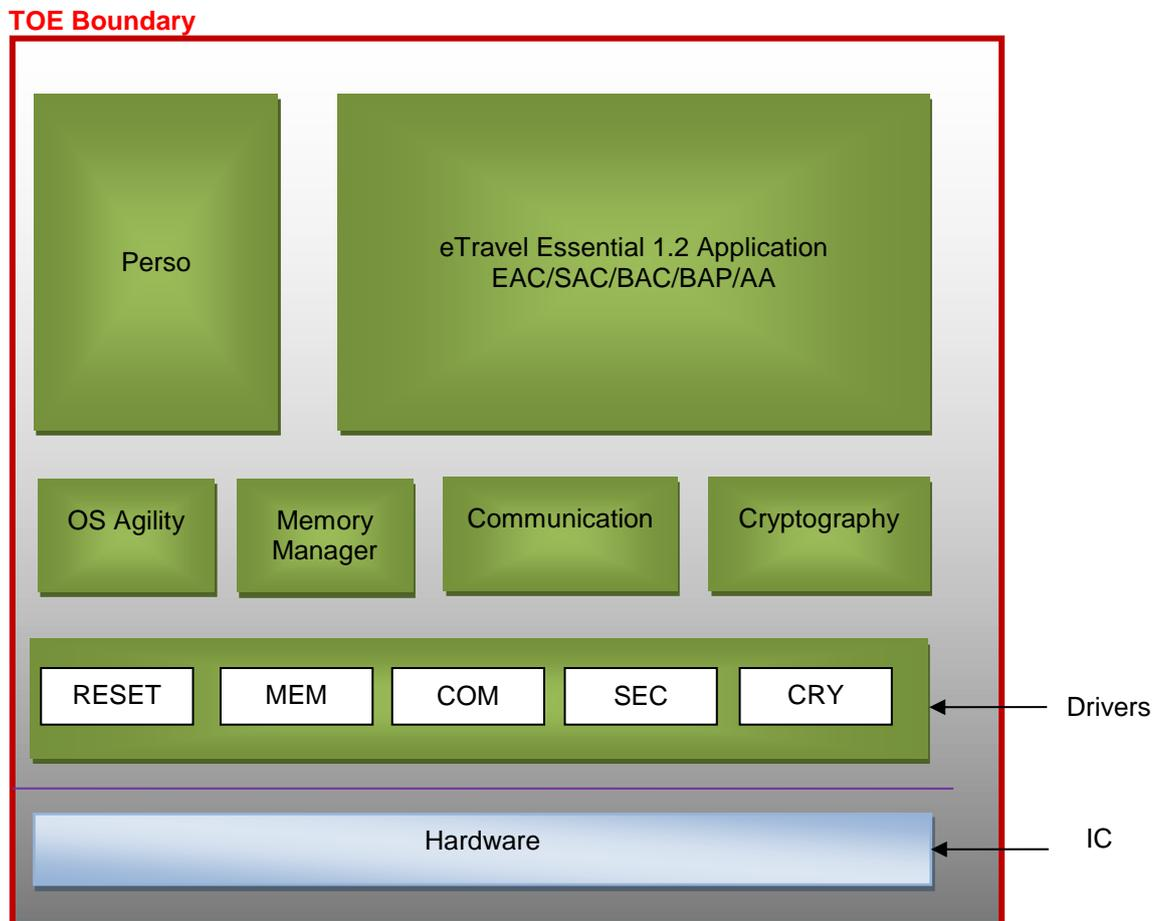 TOE Boundary
Perso
eTravel Essential 1.2 Application
EAC/SAC/BAC/BAP/AA
OS Agility
Memory
Manager
Communication
Cryptography
RESET
MEM
COM
SEC
CRY
Drivers
Hardware
IC